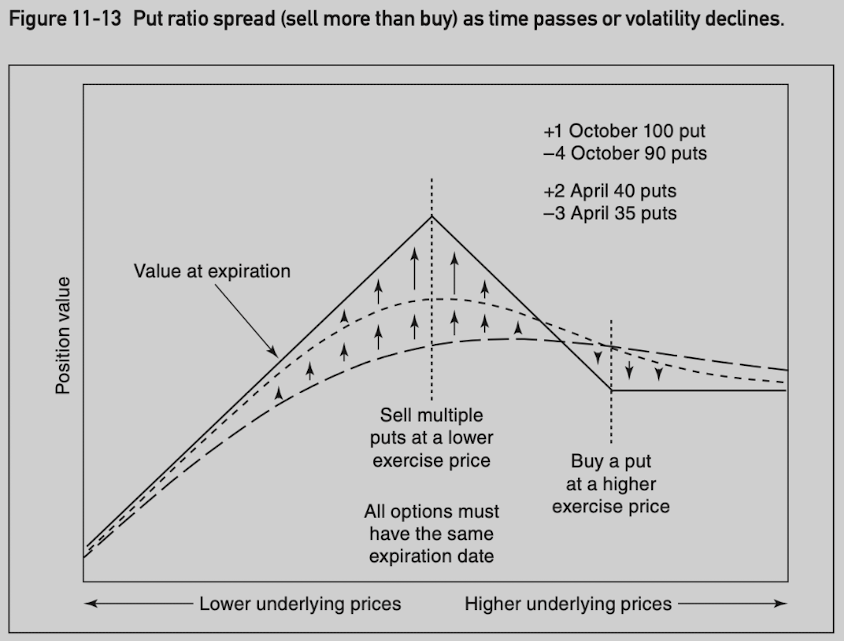 Figure 11-13 Put ratio spread (sell more than buy) as time passes or volatility declines.
+1 October 100 put
–4 October 90 puts
+2 April 40 puts
–3 April 35 puts
Value at expiration
Position value
Sell multiple
puts at a lower
exercise price
Buy a put
at a higher
exercise price
All options must
have the same
expiration date
Lower underlying prices
Higher underlying prices